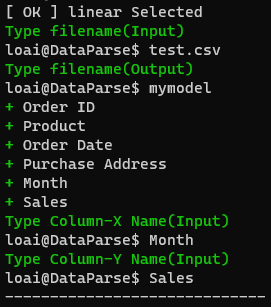 [ OK ] linear Selected
Type filename(Input)
loai@DataParse$ test.csv
Type filename(Output)
loai@DataParse$ mymodel
+ Order ID
+ Product
+ Order Date
+ Purchase Address
+ Month
+ Sales
Type Column-X Name(Input)
loai@DataParse$ Month
Type Column-Y Name(Input)
loai@DataParse$ Sales
-----------------------------